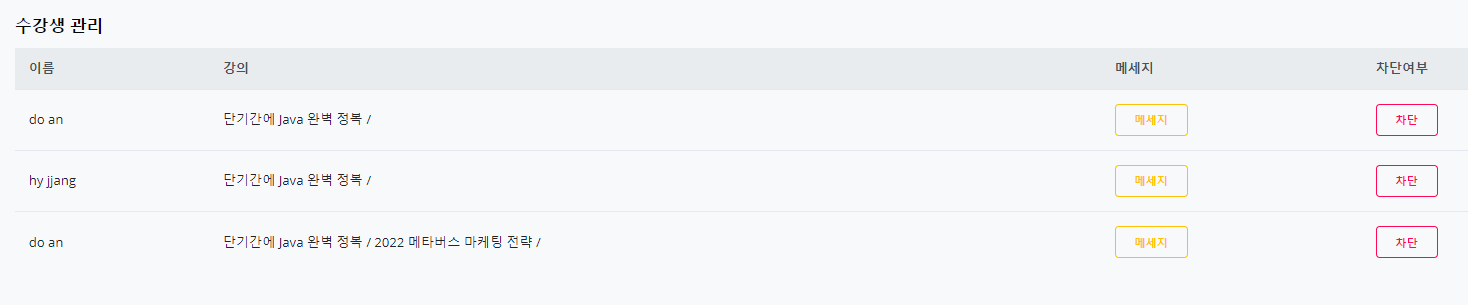 수강생 관리
이름 강의 메세지 차단여부
do an 단기간에 Java 완벽 정복 / 메세지 차단
hy jjang 단기간에 Java 완벽 정복 / 메세지 차단
do an 단기간에 Java 완벽 정복 / 2022 메타버스 마케팅 전략 / 메세지 차단